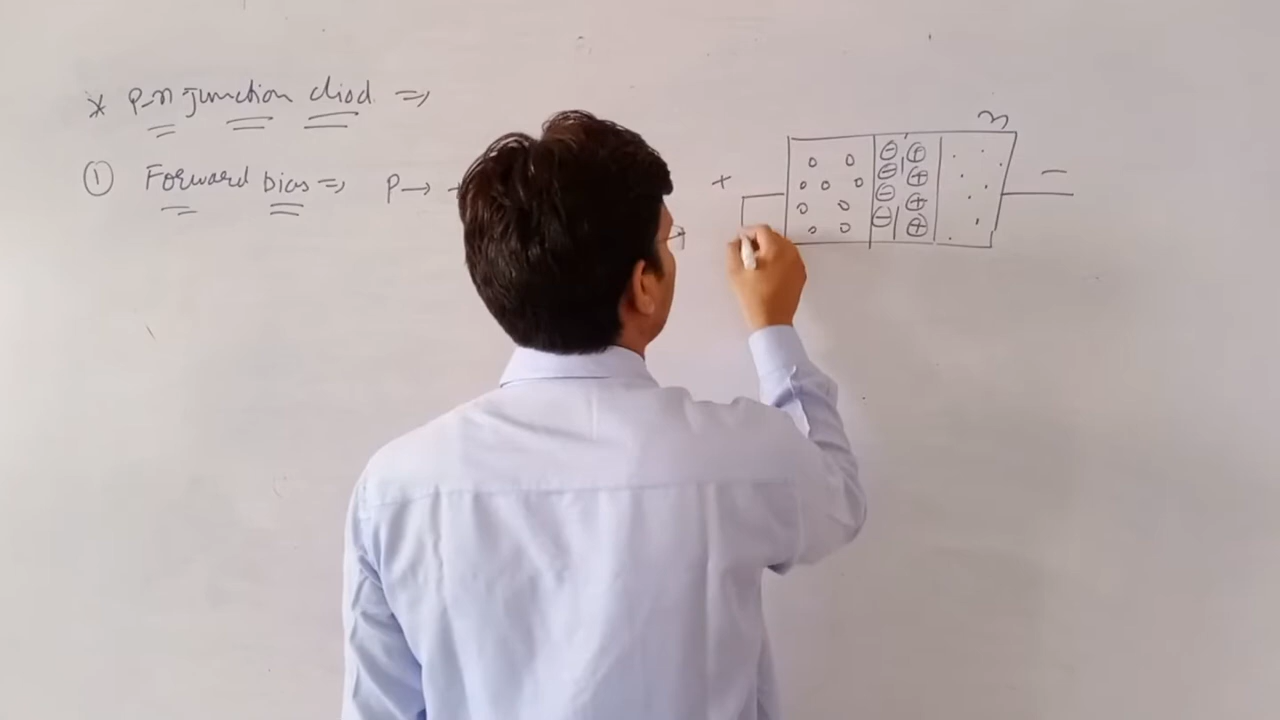 * P-n Junction diod ⇒
① Forward bias ⇒ P →
n
+
−
⊖ ⊕
⊖ ⊕
⊖ ⊕
⊖ ⊕